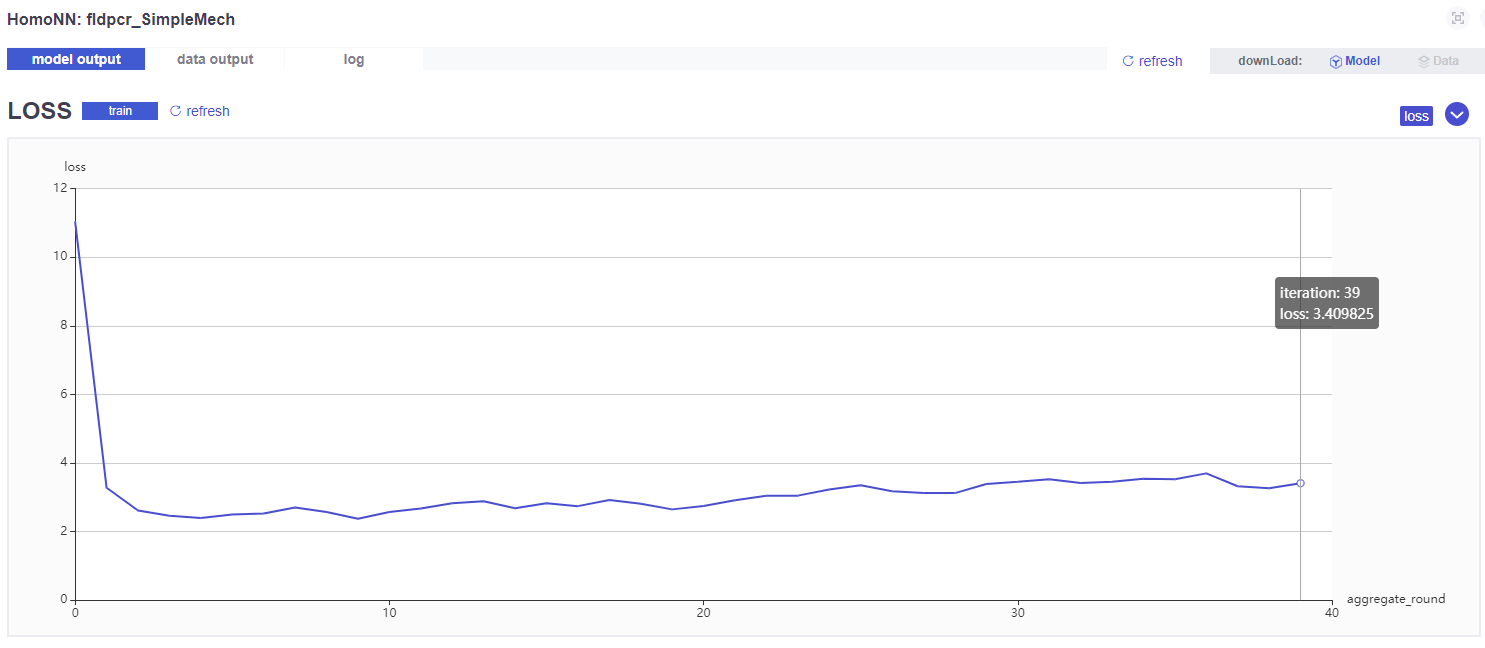 HomoNN: fldpcr_SimpleMech
model output data output log refresh downLoad: Model Data
LOSS train refresh loss
loss
12
10
8
6
4
2
0
iteration: 39
loss: 3.409825
0 10 20 30 40 aggregate_round